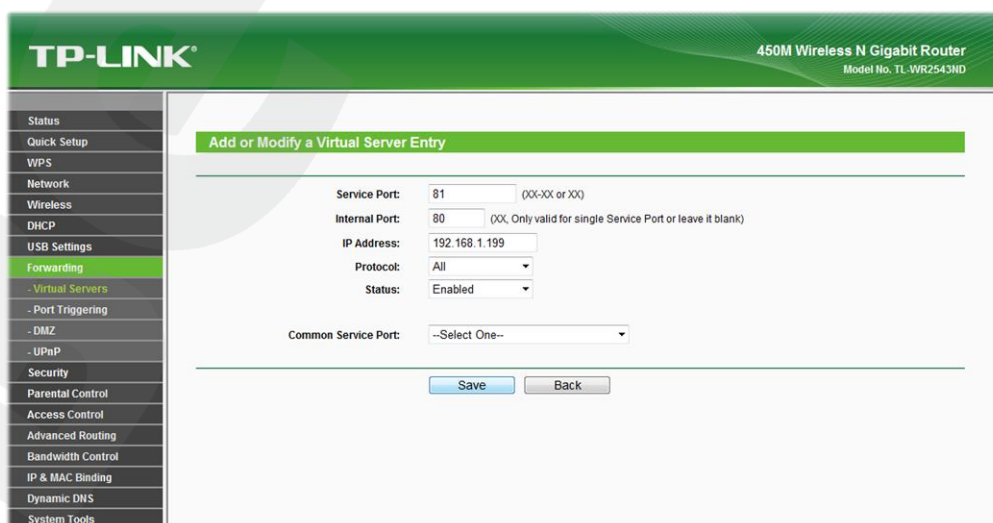 TP-LINK®
450M Wireless N Gigabit Router
Model No. TL-WR2543ND
Status
Quick Setup
WPS
Network
Wireless
DHCP
USB Settings
Forwarding
- Virtual Servers
- Port Triggering
- DMZ
- UPnP
Security
Parental Control
Access Control
Advanced Routing
Bandwidth Control
IP & MAC Binding
Dynamic DNS
System Tools
Add or Modify a Virtual Server Entry
Service Port: 81 (XX-XX or XX)
Internal Port: 80 (XX, Only valid for single Service Port or leave it blank)
IP Address: 192.168.1.199
Protocol: All
Status: Enabled
Common Service Port: --Select One--
Save Back